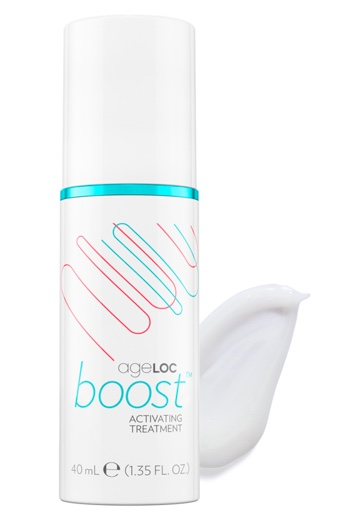 ageLOC
boost™
ACTIVATING
TREATMENT
40 mL ℮ (1.35 FL. OZ.)